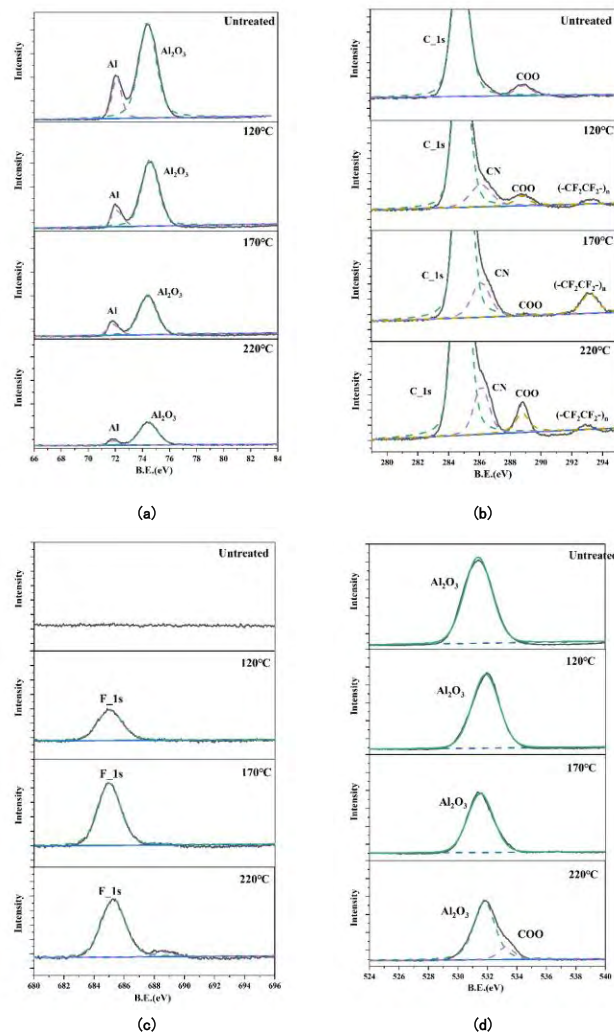 Untreated
Intensity
Al
Al₂O₃
120°C
Intensity
Al
Al₂O₃
170°C
Intensity
Al
Al₂O₃
220°C
Intensity
Al
Al₂O₃
66 68 70 72 74 76 78 80 82 84
B.E.(eV)
(a)
Untreated
Intensity
C_1s
COO
120°C
Intensity
C_1s
CN
COO
(-CF₂CF₂-)ₙ
170°C
Intensity
C_1s
CN
COO
(-CF₂CF₂-)ₙ
220°C
Intensity
C_1s
CN
COO
(-CF₂CF₂-)ₙ
280 282 284 286 288 290 292 294
B.E.(eV)
(b)
Untreated
Intensity
120°C
Intensity
F_1s
170°C
Intensity
F_1s
220°C
Intensity
F_1s
680 682 684 686 688 690 692 694 696
B.E.(eV)
(c)
Untreated
Intensity
Al₂O₃
120°C
Intensity
Al₂O₃
170°C
Intensity
Al₂O₃
220°C
Intensity
Al₂O₃
COO
524 526 528 530 532 534 536 538 540
B.E.(eV)
(d)